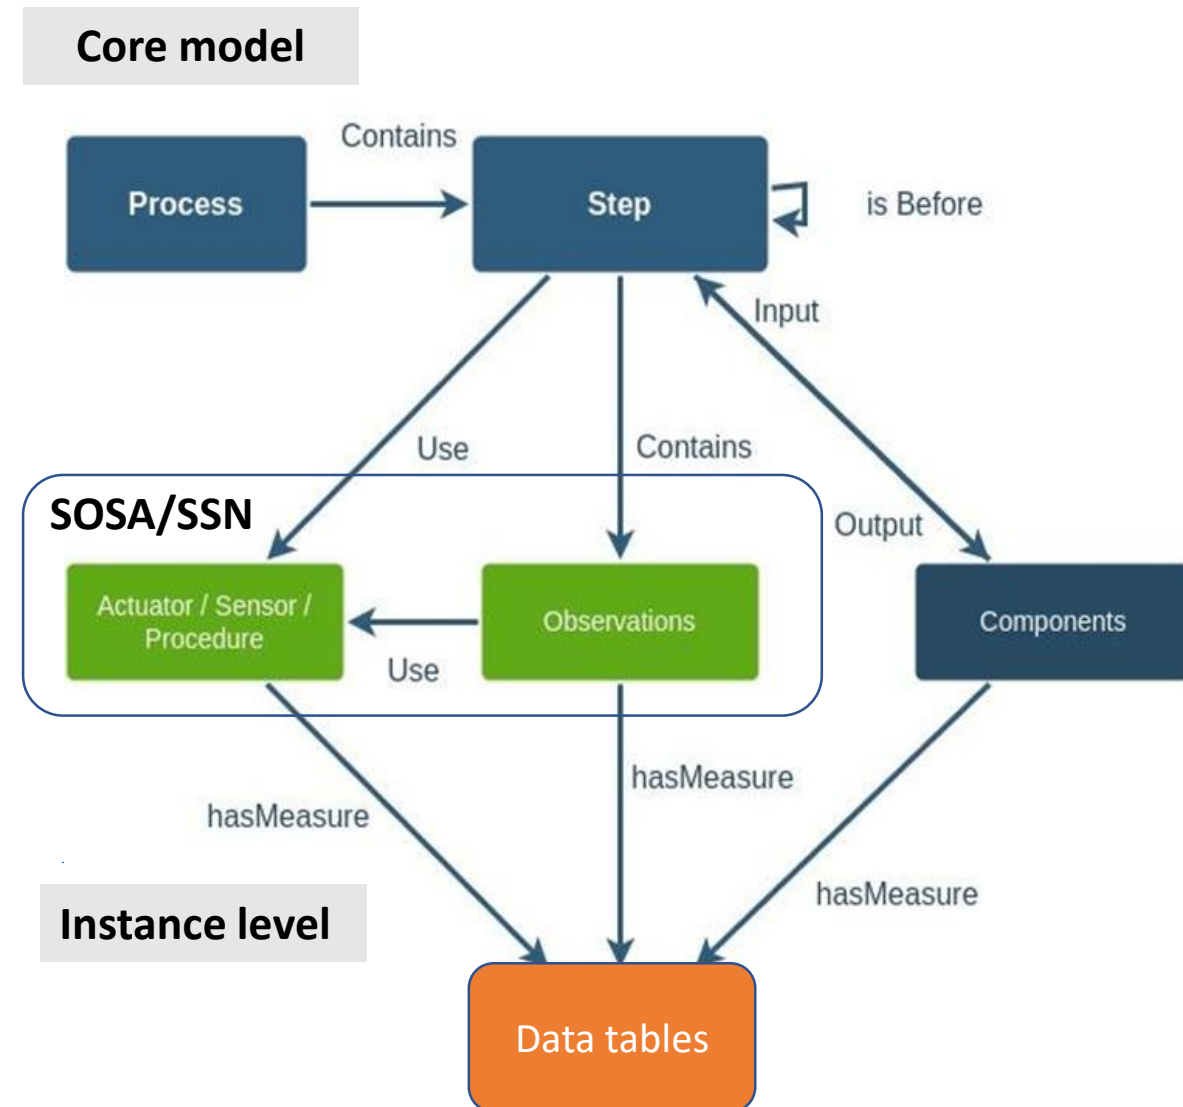 Core model
Contains
Process
Step
is Before
Input
Use
Contains
SOSA/SSN
Output
Actuator / Sensor /
Procedure
Observations
Components
Use
hasMeasure
hasMeasure
hasMeasure
Instance level
Data tables